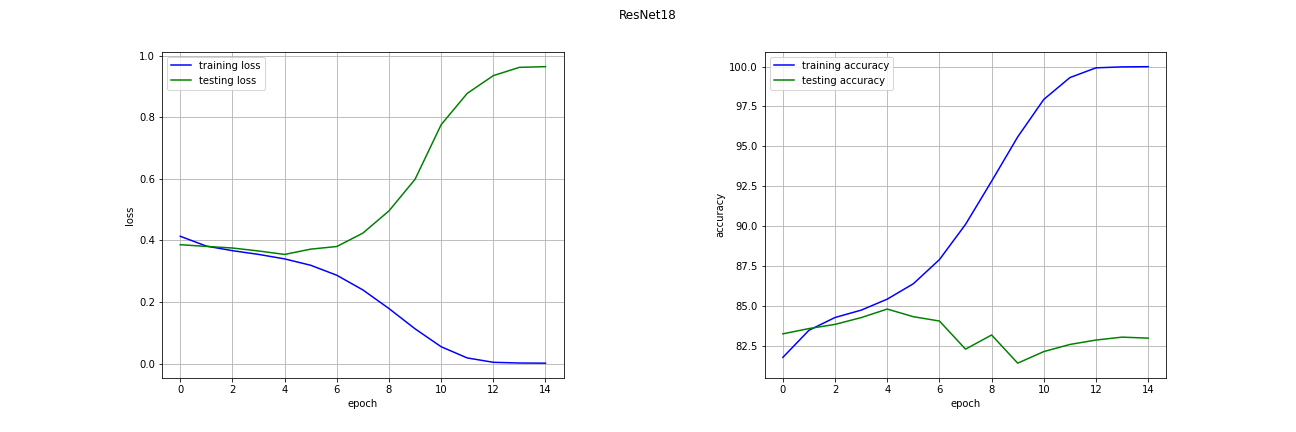 ResNet18
training loss
testing loss
1.0
0.8
0.6
0.4
0.2
0.0
loss
0 2 4 6 8 10 12 14
epoch
training accuracy
testing accuracy
100.0
97.5
95.0
92.5
90.0
87.5
85.0
82.5
accuracy
0 2 4 6 8 10 12 14
epoch